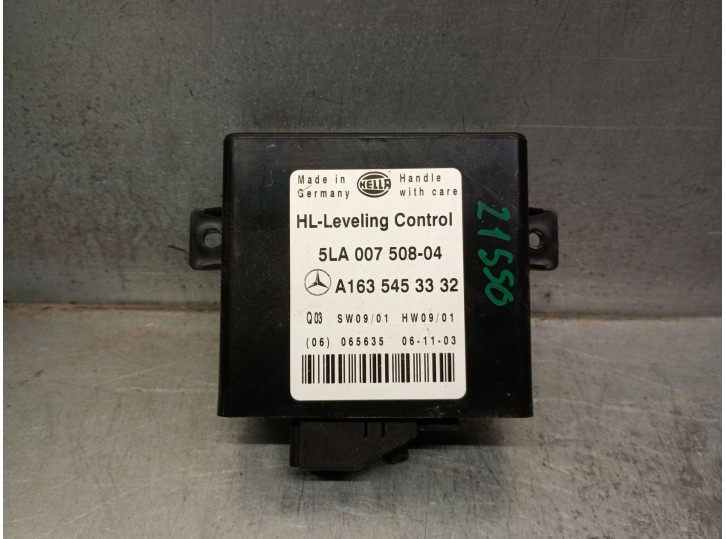 Made in Germany
HELLA
Handle with care
HL-Leveling Control
5LA 007 508-04
A163 545 33 32
Q03 SW09/01 HW09/01
(06) 065635 06-11-03
21550